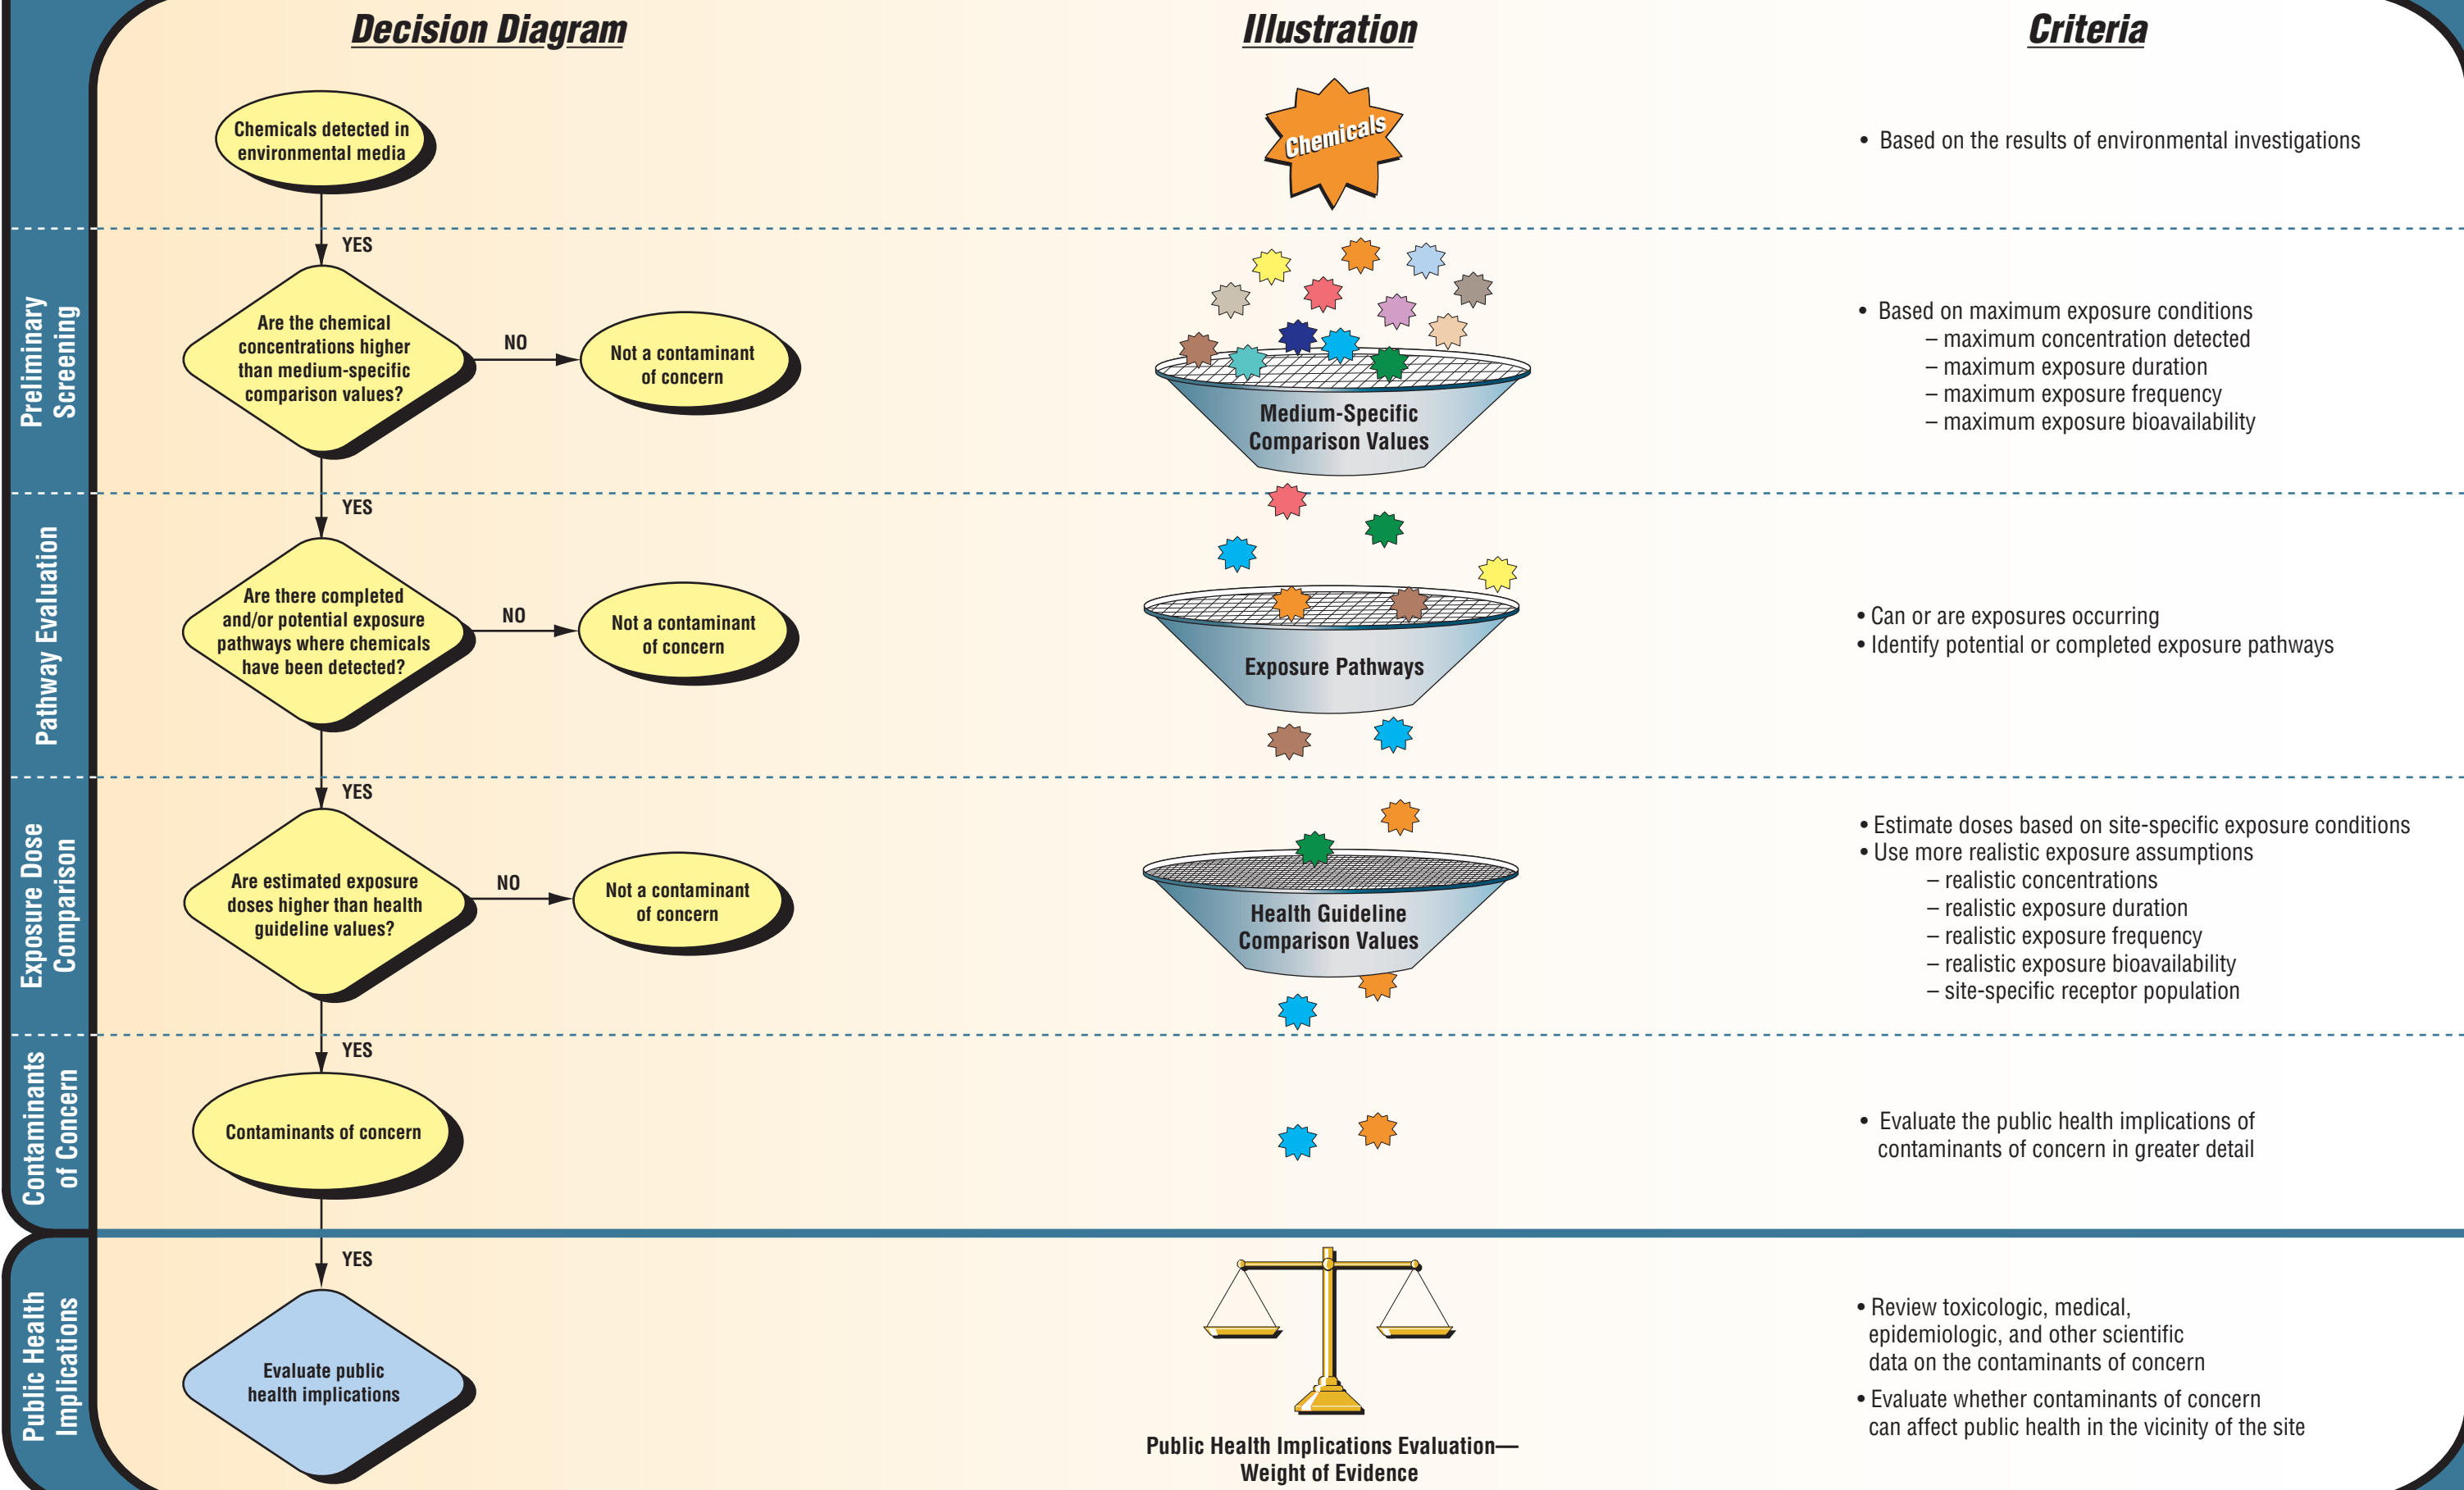 Decision Diagram
Illustration
Criteria
Chemicals detected in
environmental media
Chemicals
• Based on the results of environmental investigations
Preliminary
Screening
YES
Are the chemical
concentrations higher
than medium-specific
comparison values?
NO
Not a contaminant
of concern
Medium-Specific
Comparison Values
• Based on maximum exposure conditions
– maximum concentration detected
– maximum exposure duration
– maximum exposure frequency
– maximum exposure bioavailability
Pathway Evaluation
YES
Are there completed
and/or potential exposure
pathways where chemicals
have been detected?
NO
Not a contaminant
of concern
Exposure Pathways
• Can or are exposures occurring
• Identify potential or completed exposure pathways
Exposure Dose
Comparison
YES
Are estimated exposure
doses higher than health
guideline values?
NO
Not a contaminant
of concern
Health Guideline
Comparison Values
• Estimate doses based on site-specific exposure conditions
• Use more realistic exposure assumptions
– realistic concentrations
– realistic exposure duration
– realistic exposure frequency
– realistic exposure bioavailability
– site-specific receptor population
Contaminants
of Concern
YES
Contaminants of concern
• Evaluate the public health implications of
contaminants of concern in greater detail
Public Health
Implications
YES
Evaluate public
health implications
Public Health Implications Evaluation—
Weight of Evidence
• Review toxicologic, medical,
epidemiologic, and other scientific
data on the contaminants of concern
• Evaluate whether contaminants of concern
can affect public health in the vicinity of the site